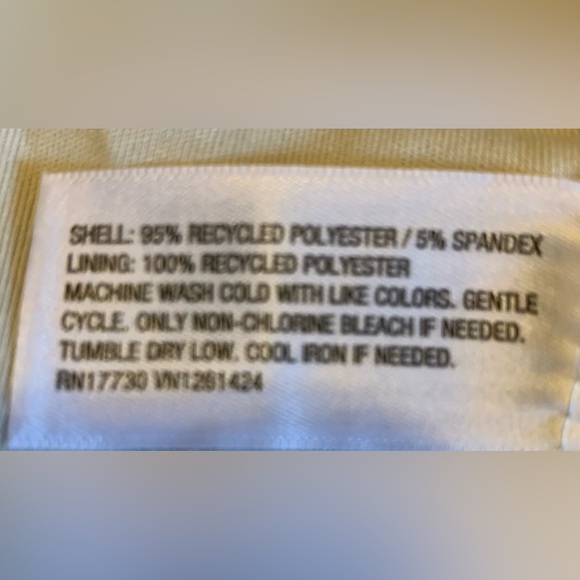 SHELL: 95% RECYCLED POLYESTER / 5% SPANDEX
LINING: 100% RECYCLED POLYESTER
MACHINE WASH COLD WITH LIKE COLORS. GENTLE
CYCLE. ONLY NON-CHLORINE BLEACH IF NEEDED.
TUMBLE DRY LOW. COOL IRON IF NEEDED.
RN17730 VN1261424